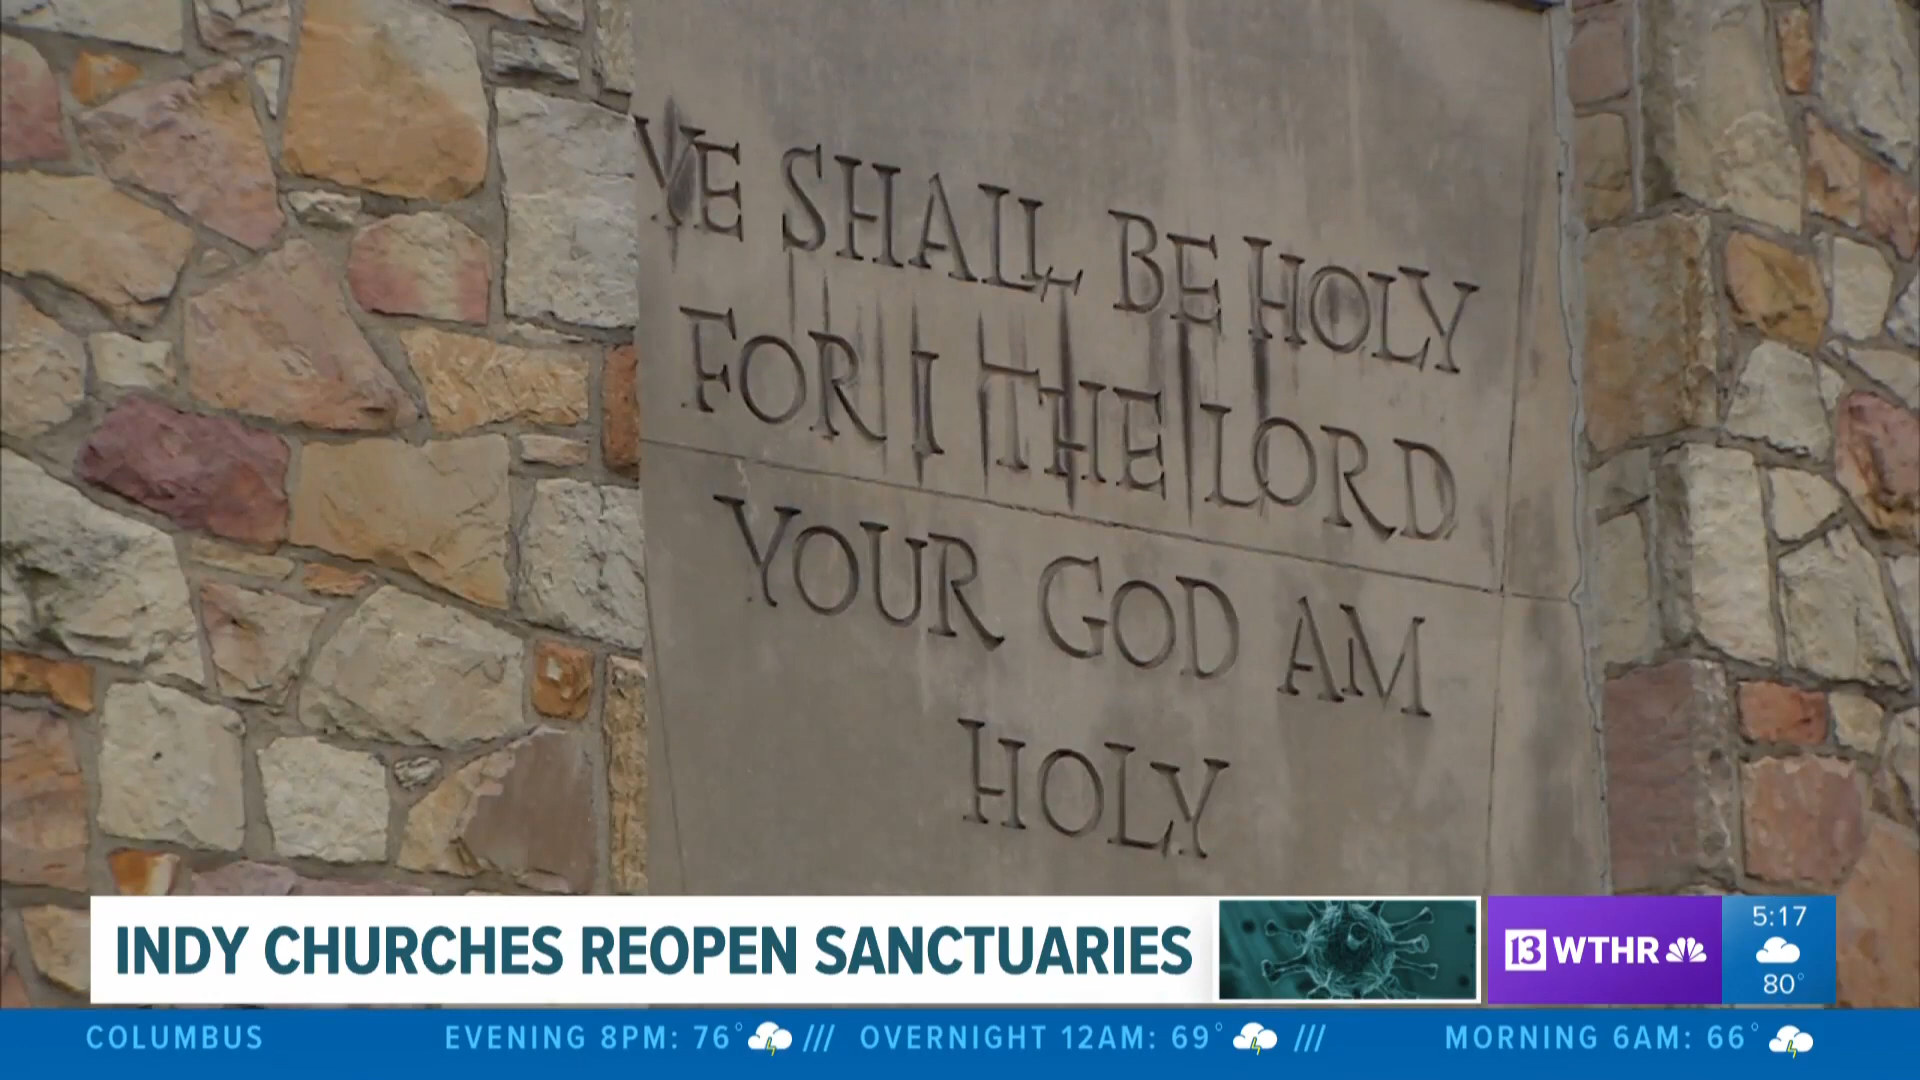 YE SHALL BE HOLY
FOR I THE LORD
YOUR GOD AM
HOLY
INDY CHURCHES REOPEN SANCTUARIES
13 WTHR
5:17
80°
COLUMBUS EVENING 8PM: 76° /// OVERNIGHT 12AM: 69° /// MORNING 6AM: 66°